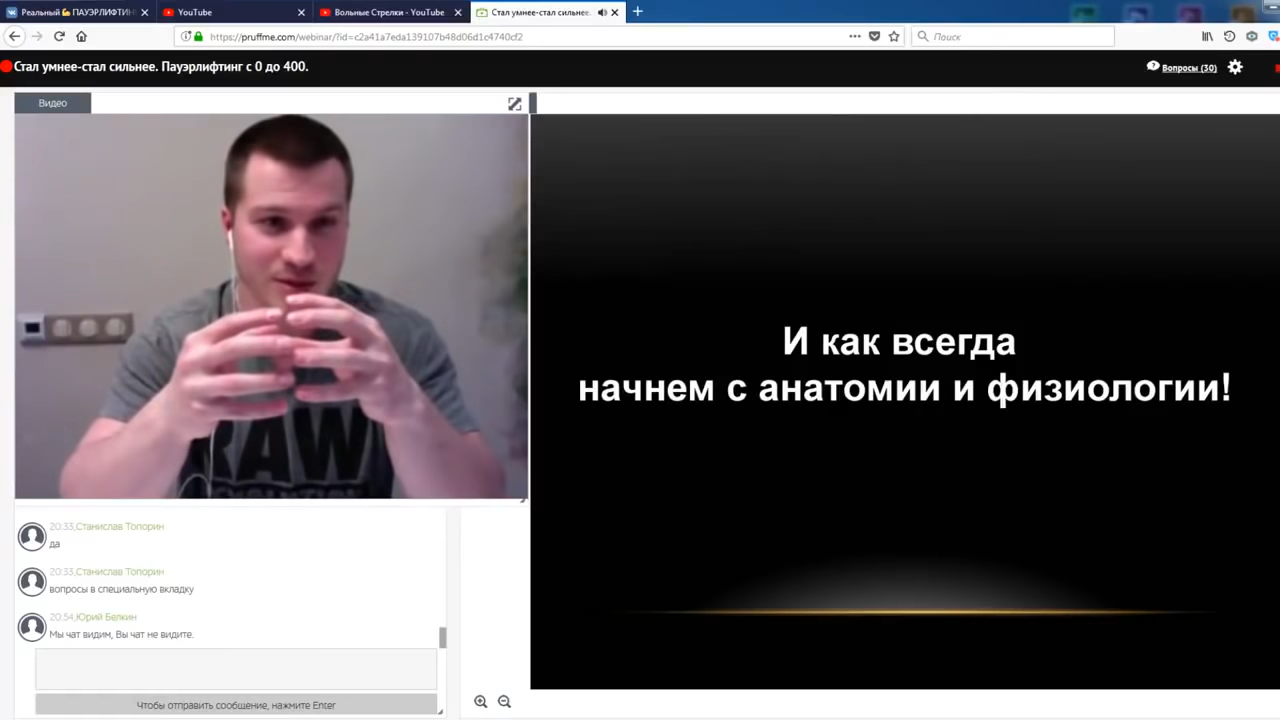 Реальный 💪 ПАУЭРЛИФТИН
YouTube
Вольные Стрелки - YouTube
Стал умнее-стал сильнее.
https://pruffme.com/webinar/?id=c2a41a7eda139107b48d06d1c4740cf2
Поиск
Стал умнее-стал сильнее. Пауэрлифтинг с 0 до 400.
Вопросы (30)
Видео
RAW
И как всегда
начнем с анатомии и физиологии!
20:33,Станислав Топорин
да
20:33,Станислав Топорин
вопросы в специальную вкладку
20:54,Юрий Белкин
Мы чат видим, Вы чат не видите.
Чтобы отправить сообщение, нажмите Enter